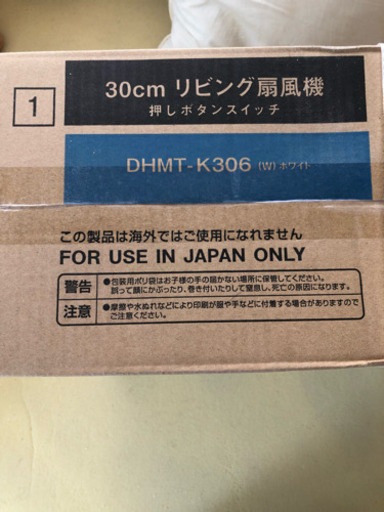 1
30cm リビング扇風機
押しボタンスイッチ
DHMT-K306 (W) ホワイト
この製品は海外ではご使用になれません
FOR USE IN JAPAN ONLY
警告
●包装用ポリ袋はお子様の手の届かない場所に保管してください。
誤って顔にかぶったり、巻き付いたりして窒息し、死亡の原因になります。
注意
●摩擦や水ぬれなどにより印刷が服や手などに付着する場合がありますので
ご注意ください。